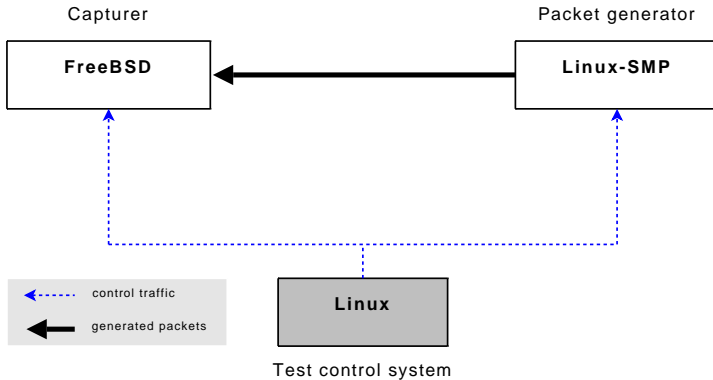 Capturer
Packet generator
FreeBSD
Linux-SMP
control traffic
generated packets
Linux
Test control system